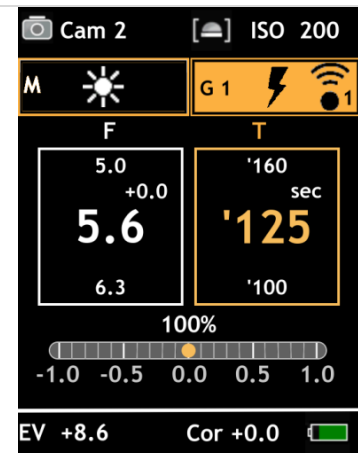 Cam 2 [ ] ISO 200
M G 1 1
F T
5.0 '160
+0.0 sec
5.6 '125
6.3 '100
100%
-1.0 -0.5 0.0 0.5 1.0
EV +8.6 Cor +0.0